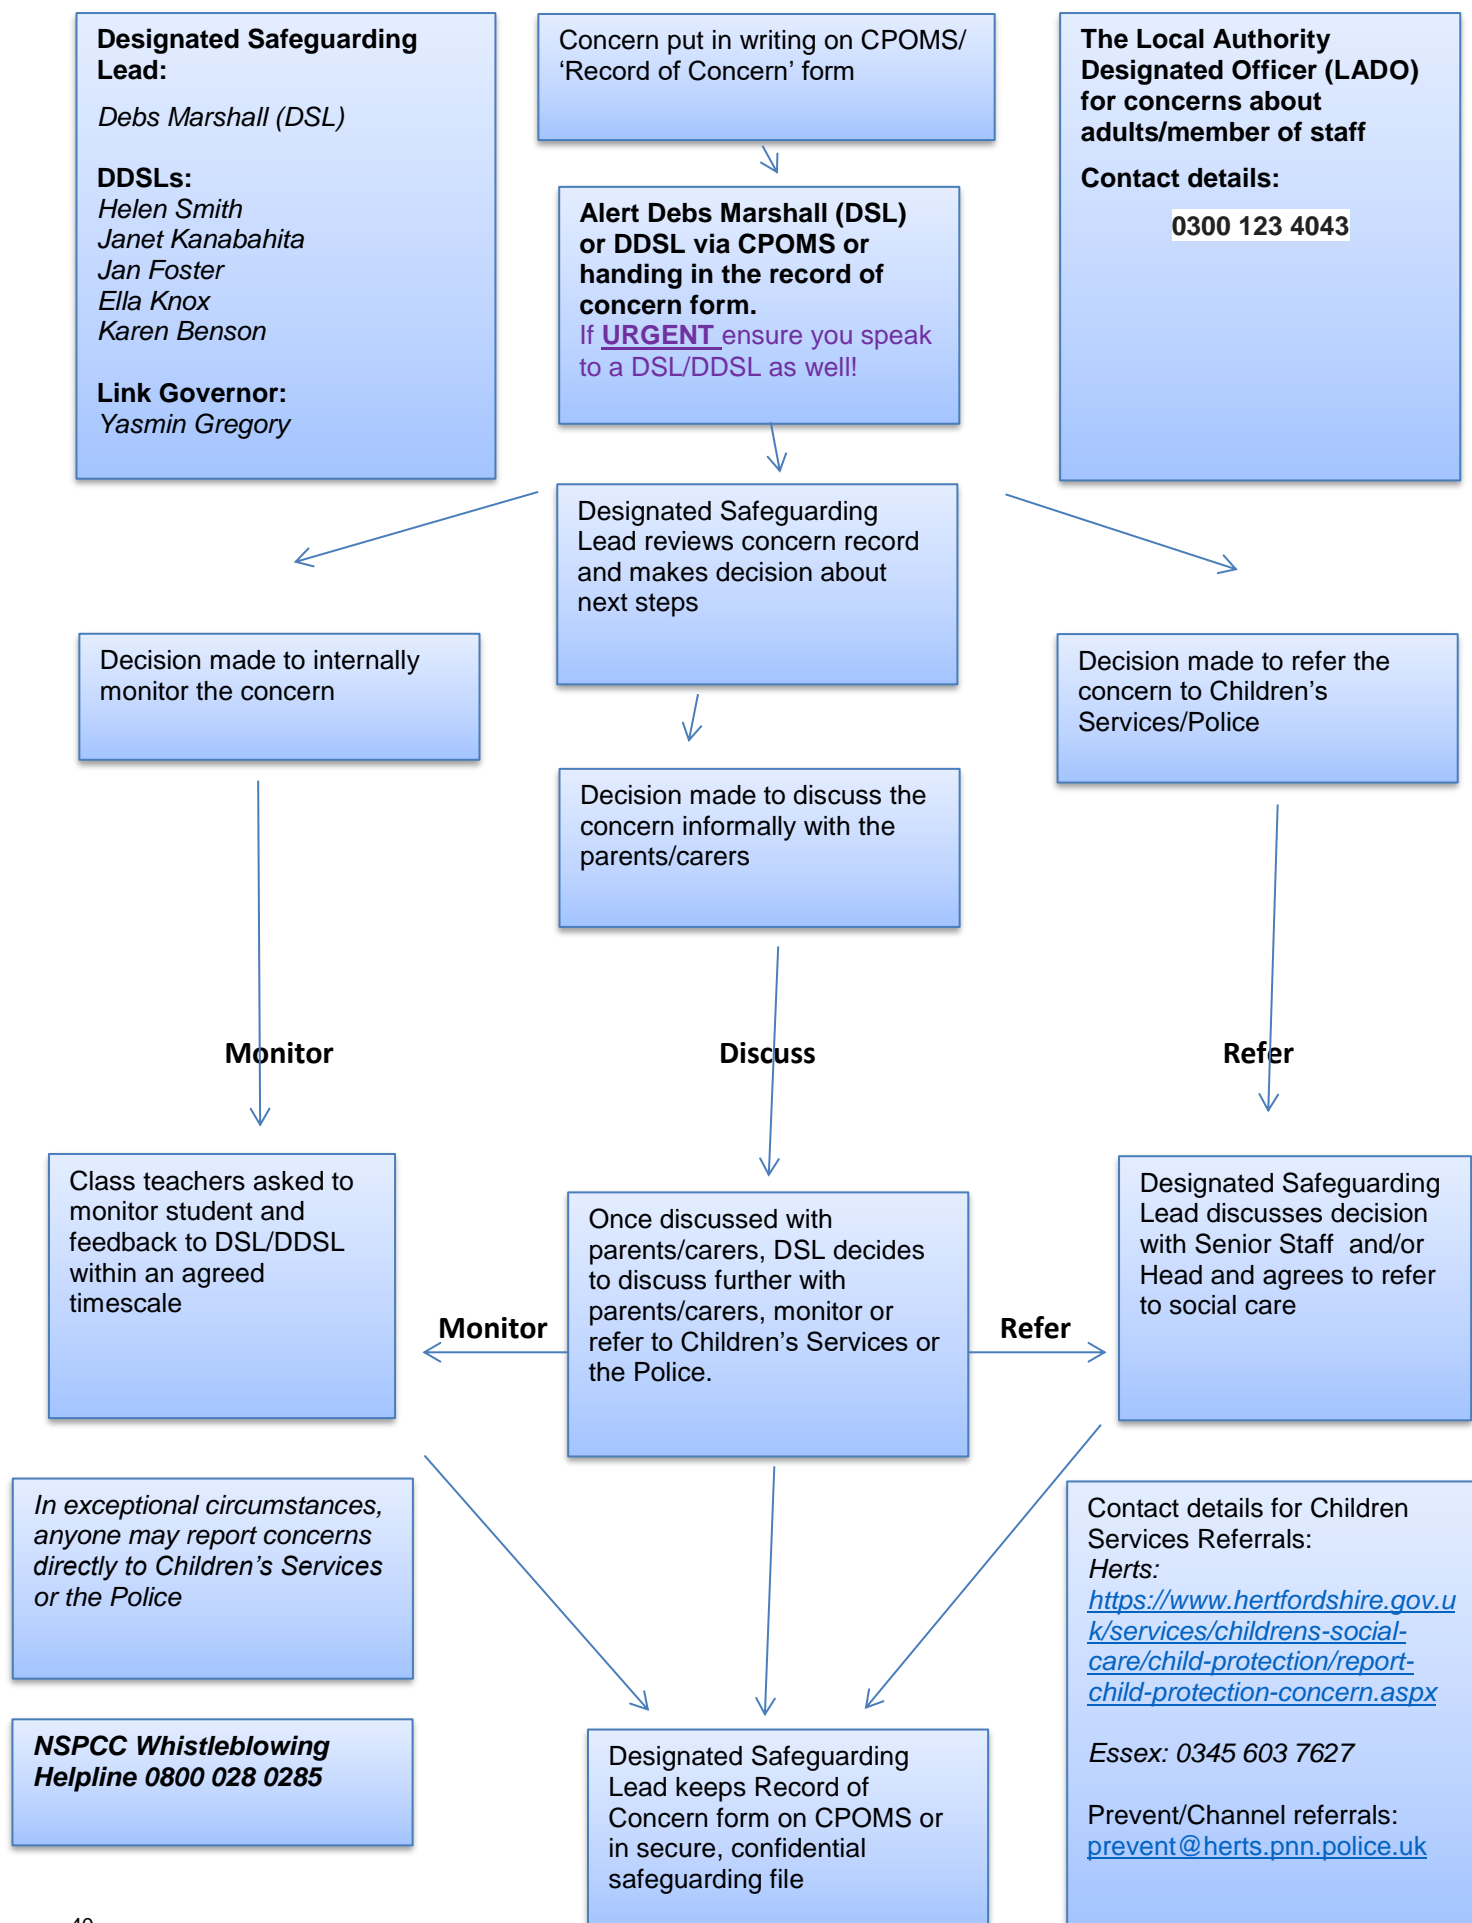 Designated Safeguarding
Lead:
Debs Marshall (DSL)
DDSLs:
Helen Smith
Janet Kanabahita
Jan Foster
Ella Knox
Karen Benson
Link Governor:
Yasmin Gregory
Concern put in writing on CPOMS/
‘Record of Concern’ form
The Local Authority
Designated Officer (LADO)
for concerns about
adults/member of staff
Contact details:
0300 123 4043
Alert Debs Marshall (DSL)
or DDSL via CPOMS or
handing in the record of
concern form.
If URGENT ensure you speak
to a DSL/DDSL as well!
Designated Safeguarding
Lead reviews concern record
and makes decision about
next steps
Decision made to internally
monitor the concern
Decision made to refer the
concern to Children’s
Services/Police
Decision made to discuss the
concern informally with the
parents/carers
Monitor
Discuss
Refer
Class teachers asked to
monitor student and
feedback to DSL/DDSL
within an agreed
timescale
Monitor
Once discussed with
parents/carers, DSL decides
to discuss further with
parents/carers, monitor or
refer to Children’s Services or
the Police.
Refer
Designated Safeguarding
Lead discusses decision
with Senior Staff and/or
Head and agrees to refer
to social care
In exceptional circumstances,
anyone may report concerns
directly to Children’s Services
or the Police
Contact details for Children
Services Referrals:
Herts:
https://www.hertfordshire.gov.u
k/services/childrens-social-
care/child-protection/report-
child-protection-concern.aspx
Essex: 0345 603 7627
Prevent/Channel referrals:
prevent@herts.pnn.police.uk
NSPCC Whistleblowing
Helpline 0800 028 0285
Designated Safeguarding
Lead keeps Record of
Concern form on CPOMS or
in secure, confidential
safeguarding file